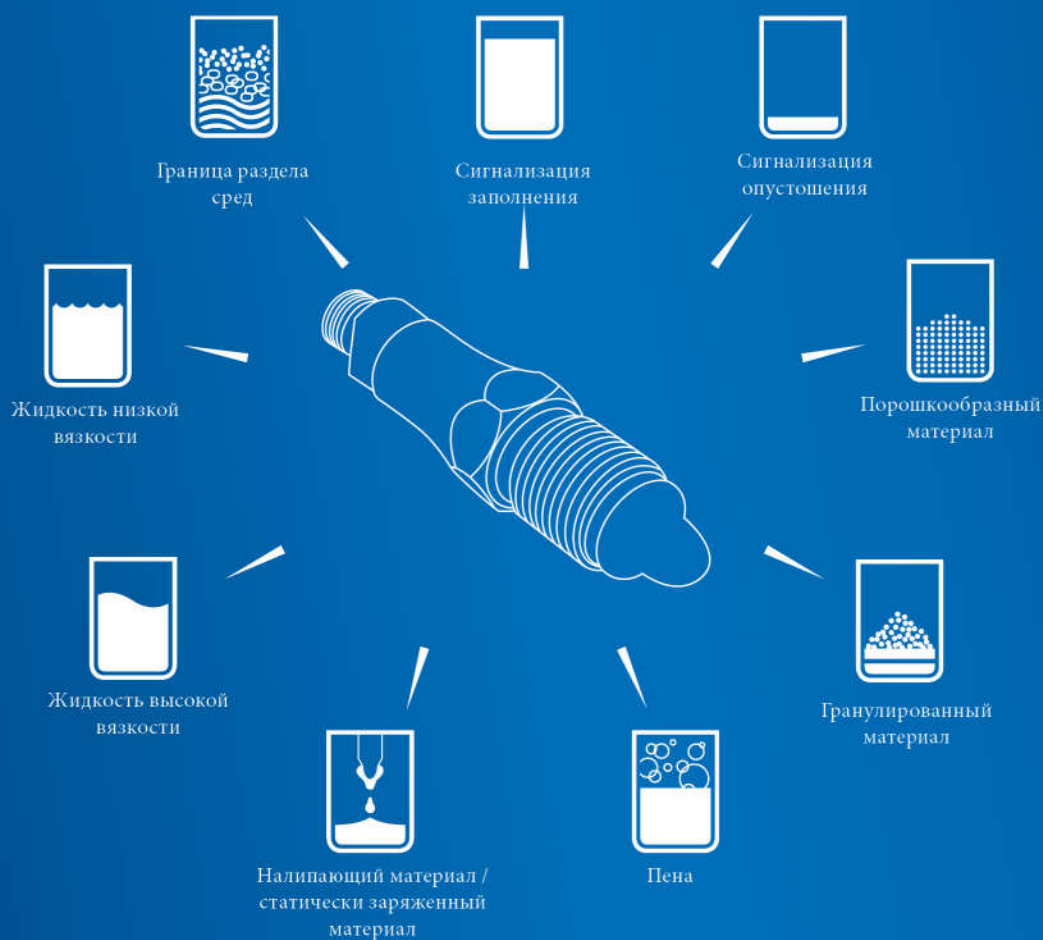 Граница раздела
сред
Сигнализация
заполнения
Сигнализация
опустошения
Жидкость низкой
вязкости
Порошкообразный
материал
Жидкость высокой
вязкости
Гранулированный
материал
Налипающий материал /
статически заряженный
материал
Пена